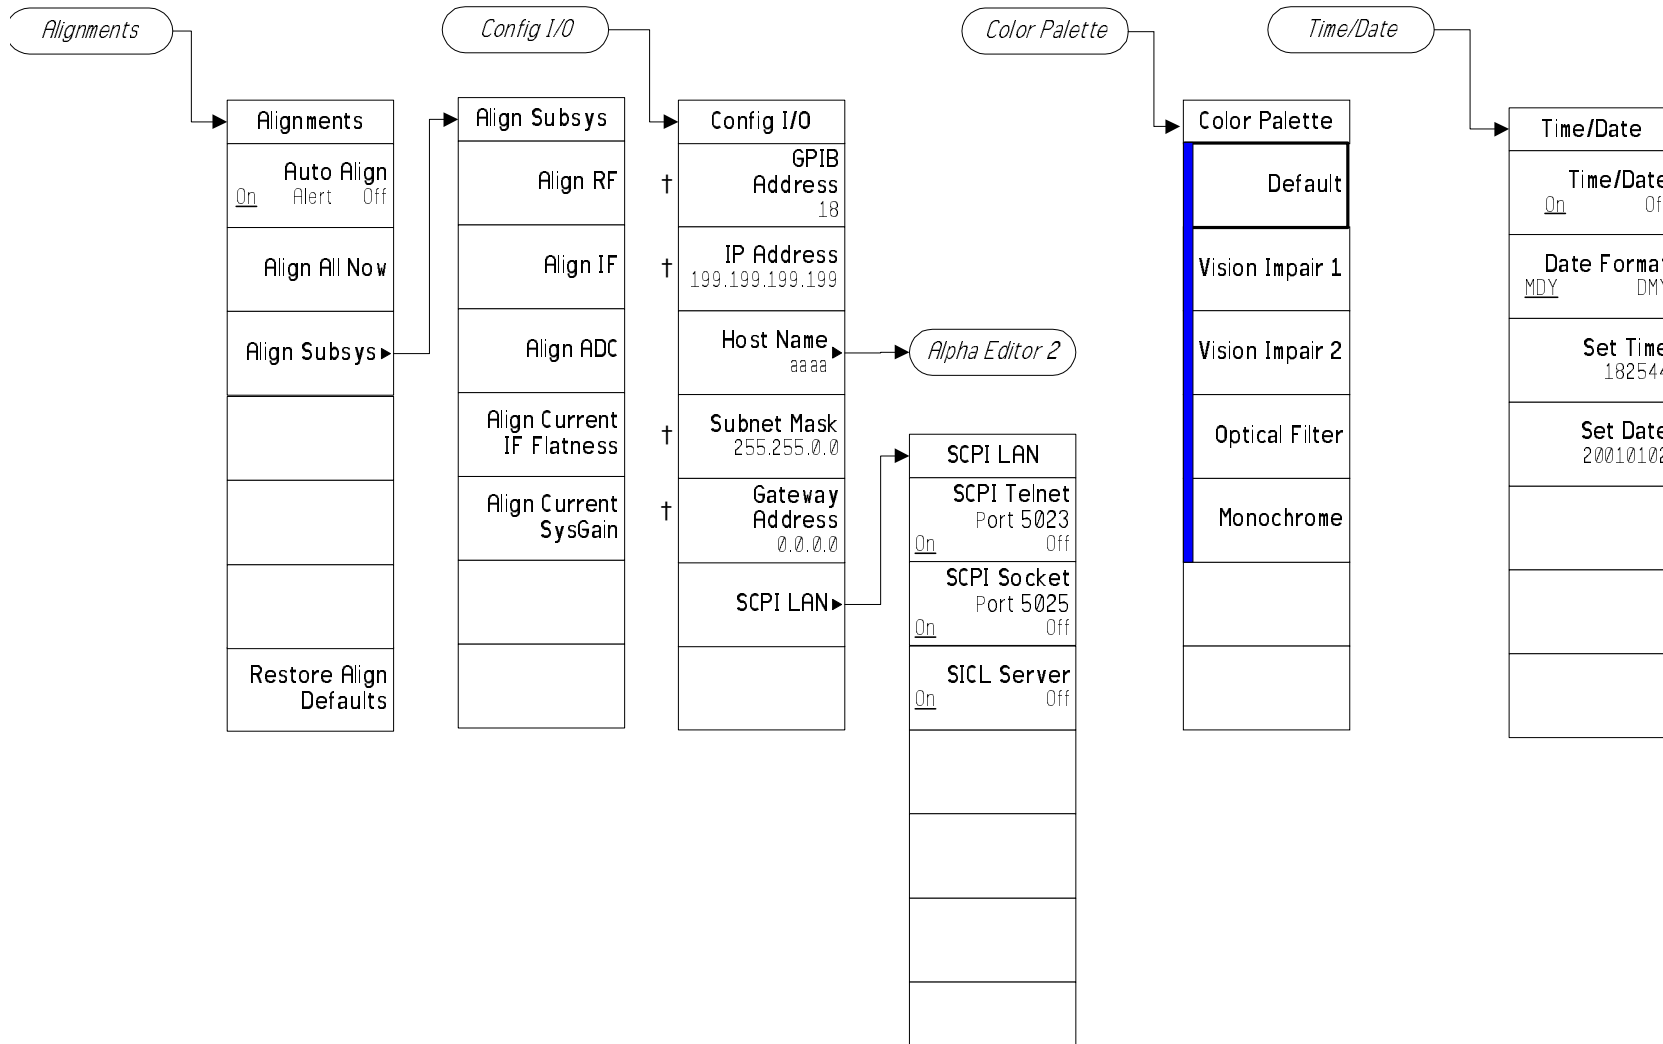 Alignments
Config I/O
Color Palette
Time/Date
Alignments
Auto Align
On Alert Off
Align All Now
Align Subsys
Restore Align
Defaults
Align Subsys
Align RF
Align IF
Align ADC
Align Current
IF Flatness
Align Current
SysGain
Config I/O
GPIB
† Address
18
IP Address
† 199.199.199.199
Host Name
aaaa
Alpha Editor 2
Subnet Mask
† 255.255.0.0
Gateway
† Address
0.0.0.0
SCPI LAN
SCPI LAN
SCPI Telnet
Port 5023
On Off
SCPI Socket
Port 5025
On Off
SICL Server
On Off
Color Palette
Default
Vision Impair 1
Vision Impair 2
Optical Filter
Monochrome
Time/Date
Time/Date
On Of
Date Format
MDY DMY
Set Time
182544
Set Date
20010102